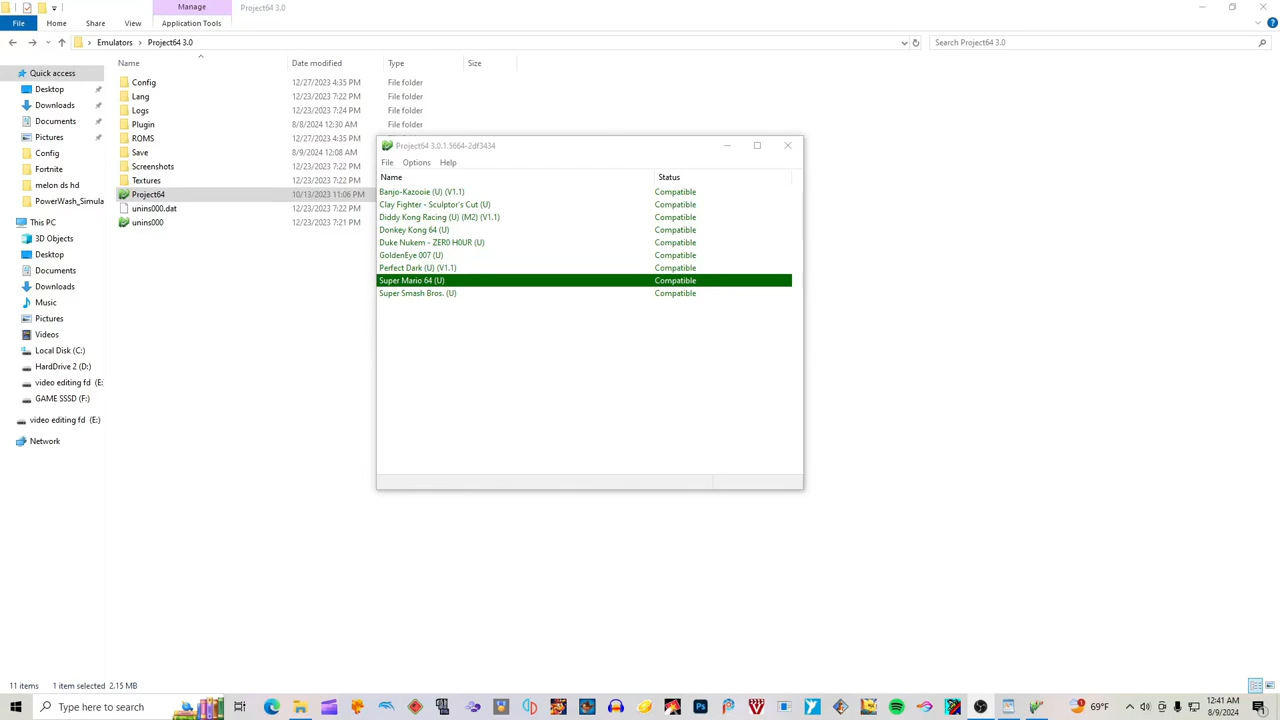 Manage
Project64 3.0
File
Home
Share
View
Application Tools
Emulators
Project64 3.0
Search Project64 3.0
Name
Date modified
Type
Size
Quick access
Desktop
Downloads
Documents
Pictures
Config
Fortnite
melon ds hd
PowerWash_Simula
This PC
3D Objects
Desktop
Documents
Downloads
Music
Pictures
Videos
Local Disk (C:)
HardDrive 2 (D:)
video editing fd (E:
GAME SSSD (F:)
video editing fd (E:)
Network
Config 12/27/2023 4:35 PM File folder
Lang 12/23/2023 7:22 PM File folder
Logs 12/23/2023 7:24 PM File folder
Plugin 8/8/2024 12:30 AM File folder
ROMS 12/27/2023 4:35 PM
Save 8/9/2024 12:08 AM
Screenshots 12/23/2023 7:22 PM
Textures 12/23/2023 7:22 PM
Project64 10/13/2023 11:06 PM
unins000.dat 12/23/2023 7:22 PM
unins000 12/23/2023 7:21 PM
Project64 3.0.1.5664-2df3434
File Options Help
Name Status
Banjo-Kazooie (U) (V1.1) Compatible
Clay Fighter - Sculptor's Cut (U) Compatible
Diddy Kong Racing (U) (M2) (V1.1) Compatible
Donkey Kong 64 (U) Compatible
Duke Nukem - ZER0 H0UR (U) Compatible
GoldenEye 007 (U) Compatible
Perfect Dark (U) (V1.1) Compatible
Super Mario 64 (U) Compatible
Super Smash Bros. (U) Compatible
11 items 1 item selected 2.15 MB
Type here to search
69°F
12:41 AM
8/9/2024